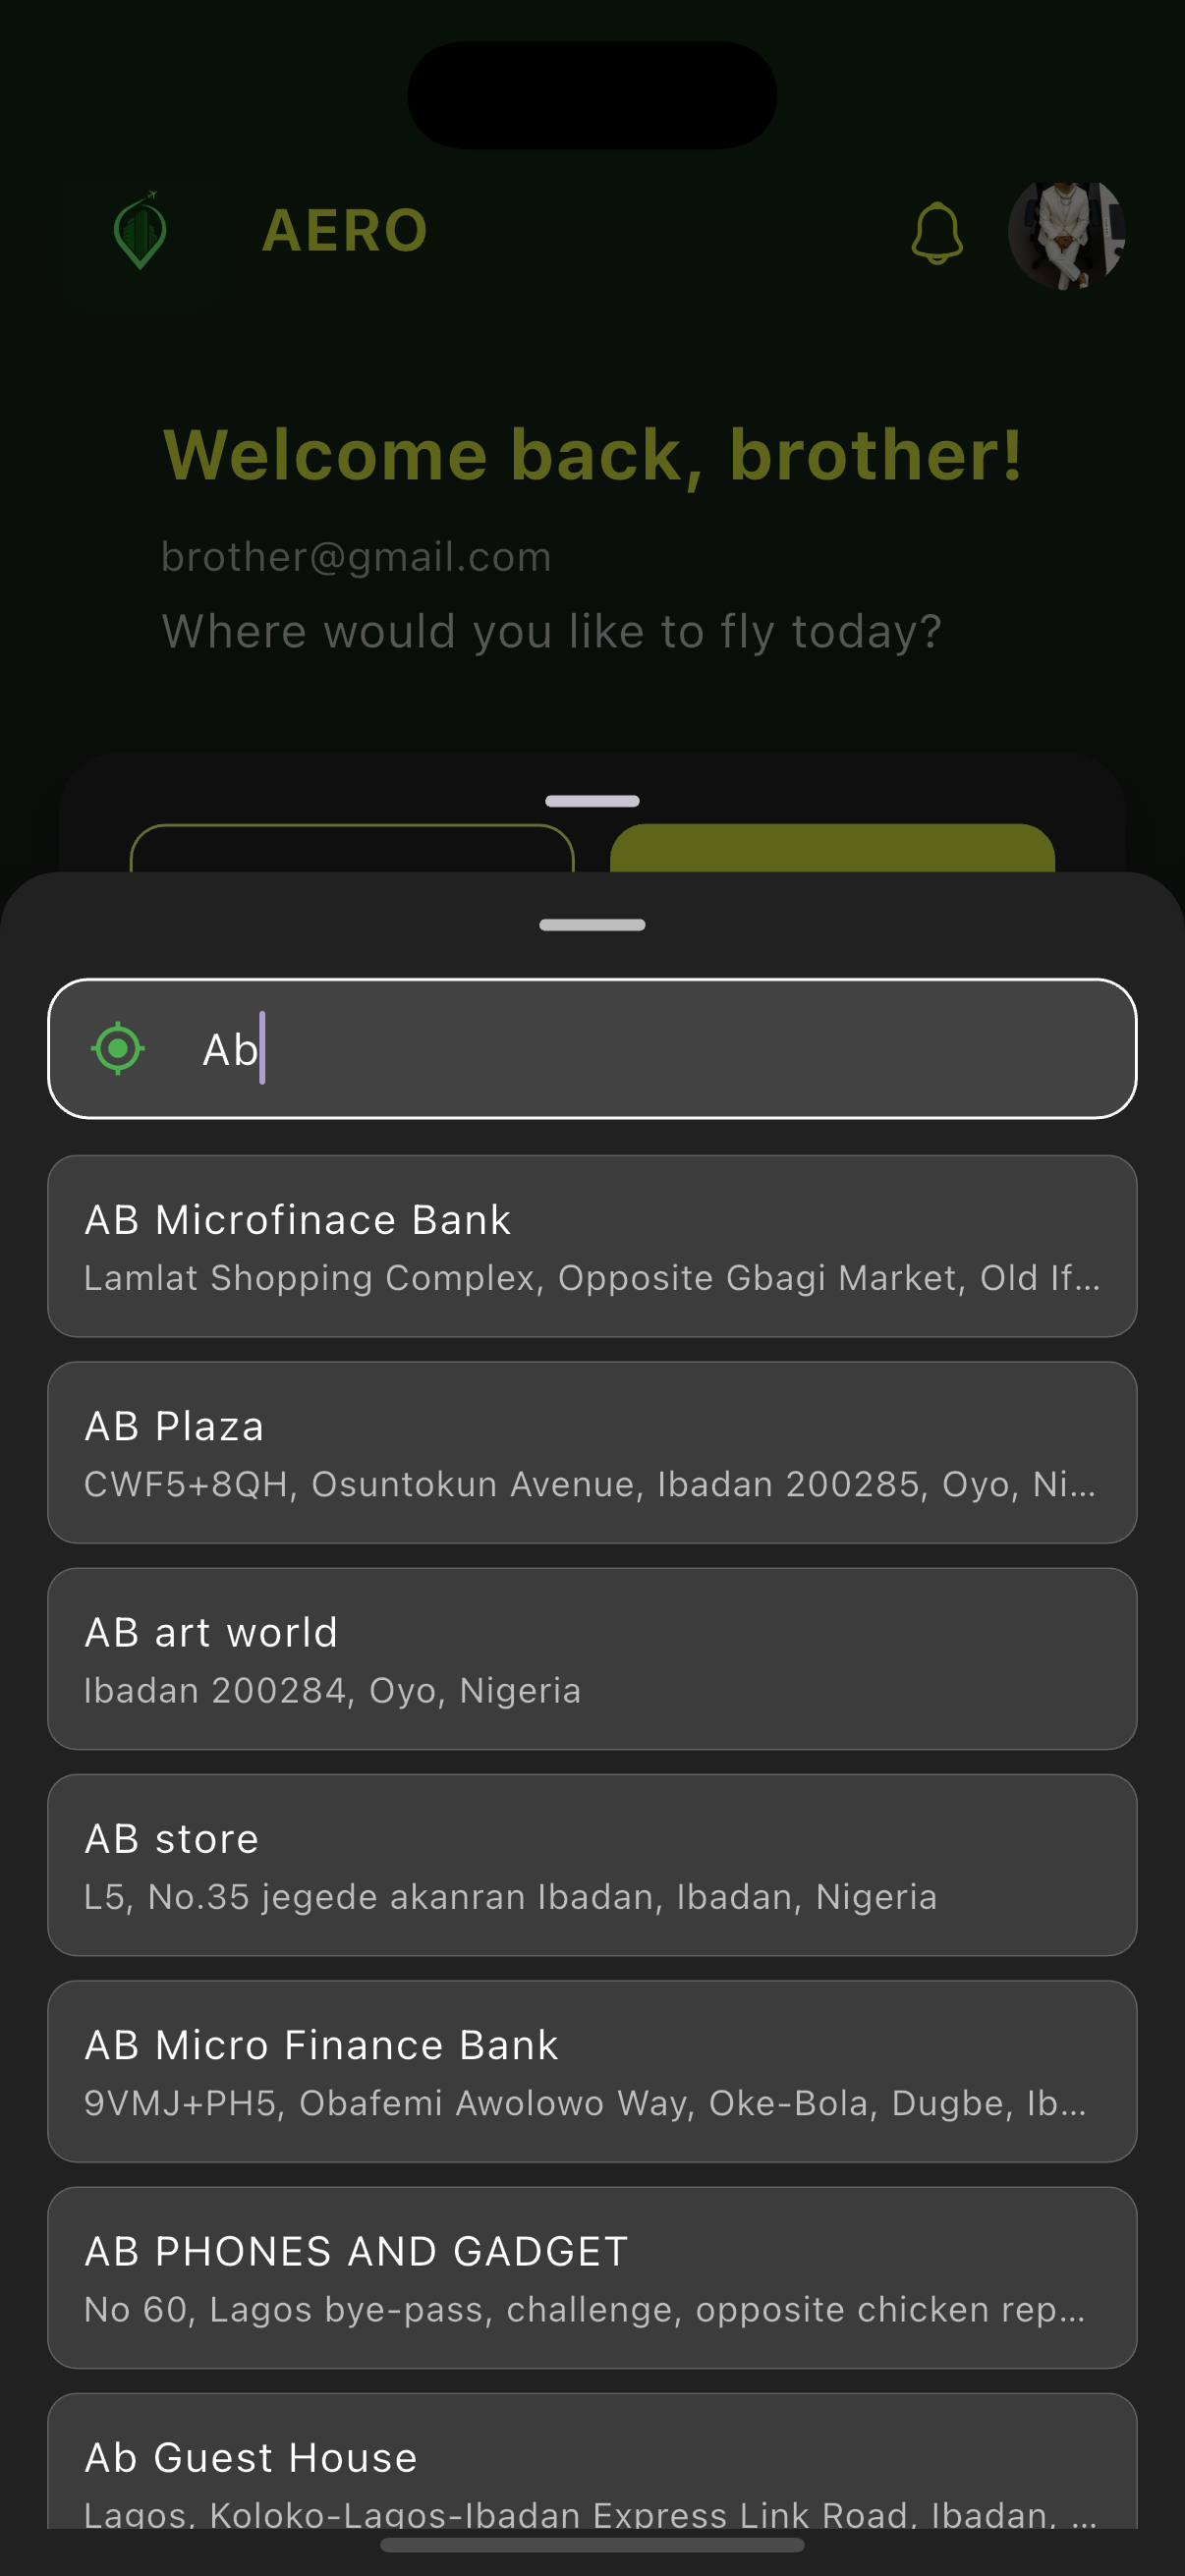 AERO
Welcome back, brother!
brother@gmail.com
Where would you like to fly today?
Ab
AB Microfinace Bank
Lamlat Shopping Complex, Opposite Gbagi Market, Old If...
AB Plaza
CWF5+8QH, Osuntokun Avenue, Ibadan 200285, Oyo, Ni...
AB art world
Ibadan 200284, Oyo, Nigeria
AB store
L5, No.35 jegede akanran Ibadan, Ibadan, Nigeria
AB Micro Finance Bank
9VMJ+PH5, Obafemi Awolowo Way, Oke-Bola, Dugbe, Ib...
AB PHONES AND GADGET
No 60, Lagos bye-pass, challenge, opposite chicken rep...
Ab Guest House
Lagos, Koloko-Lagos-Ibadan Express Link Road, Ibadan, ...